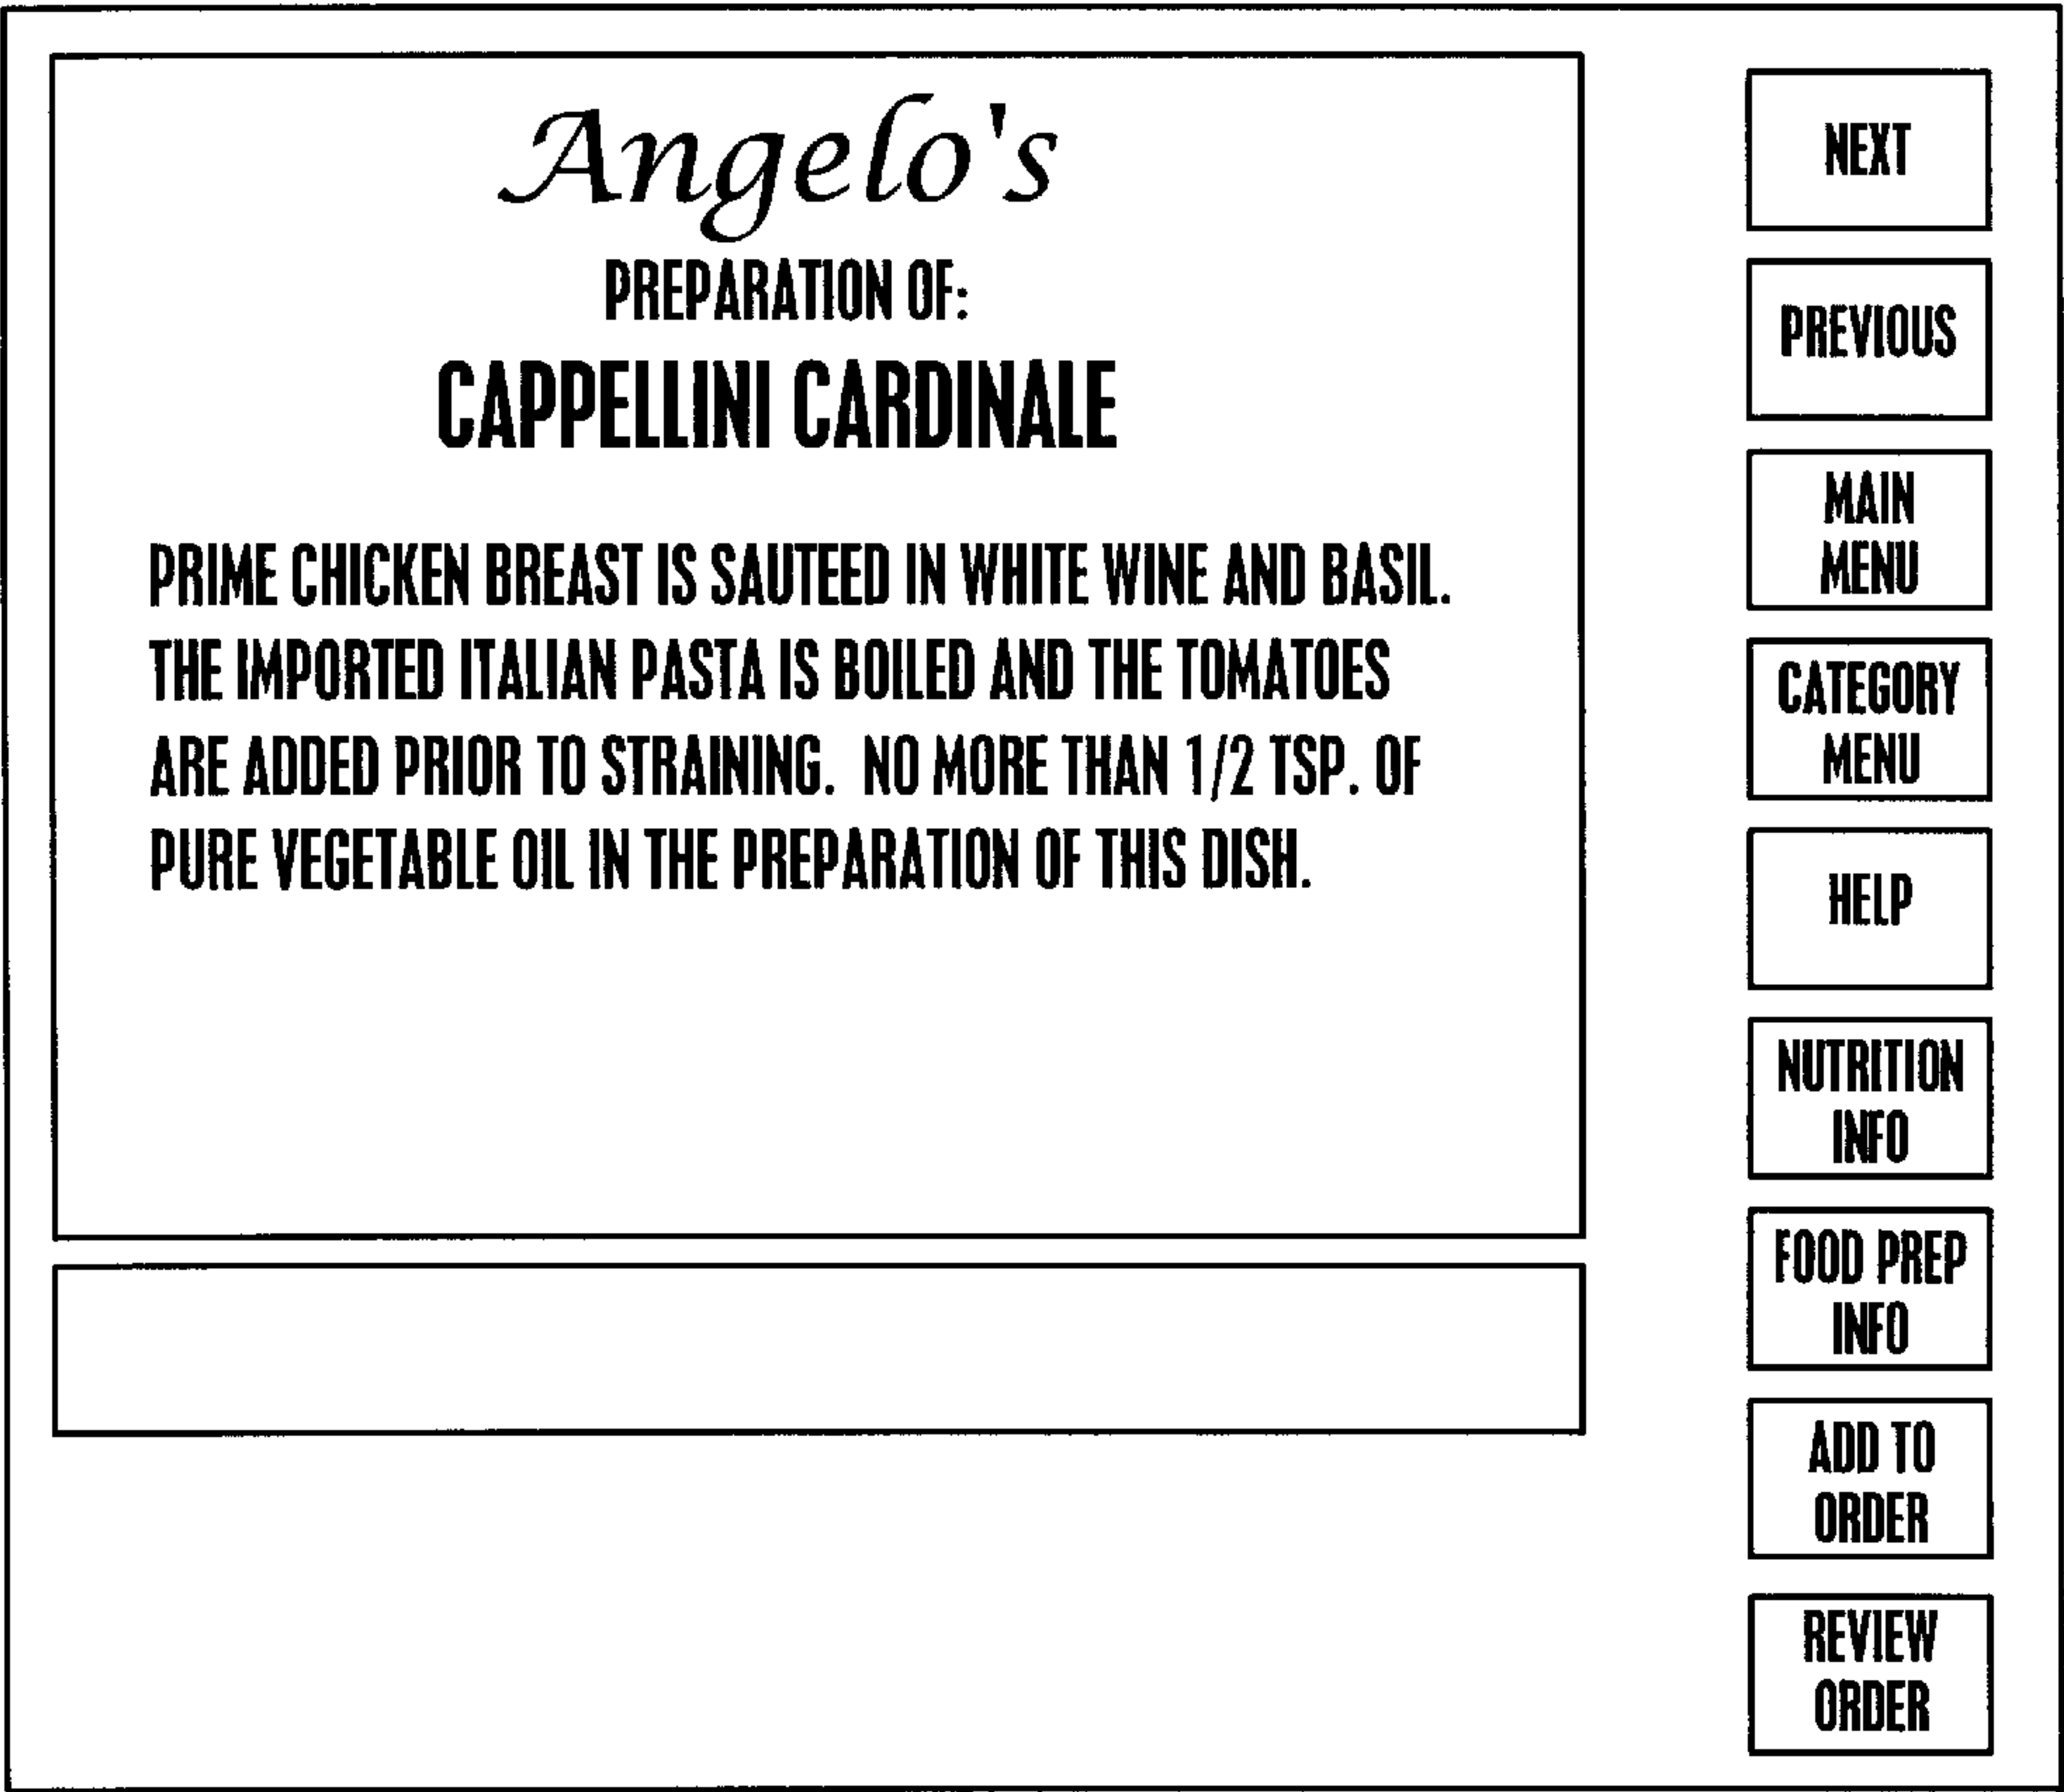 Angelo's
PREPARATION OF:
CAPPELLINI CARDINALE
PRIME CHICKEN BREAST IS SAUTEED IN WHITE WINE AND BASIL.
THE IMPORTED ITALIAN PASTA IS BOILED AND THE TOMATOES
ARE ADDED PRIOR TO STRAINING. NO MORE THAN 1/2 TSP. OF
PURE VEGETABLE OIL IN THE PREPARATION OF THIS DISH.
NEXT
PREVIOUS
MAIN
MENU
CATEGORY
MENU
HELP
NUTRITION
INFO
FOOD PREP
INFO
ADD TO
ORDER
REVIEW
ORDER